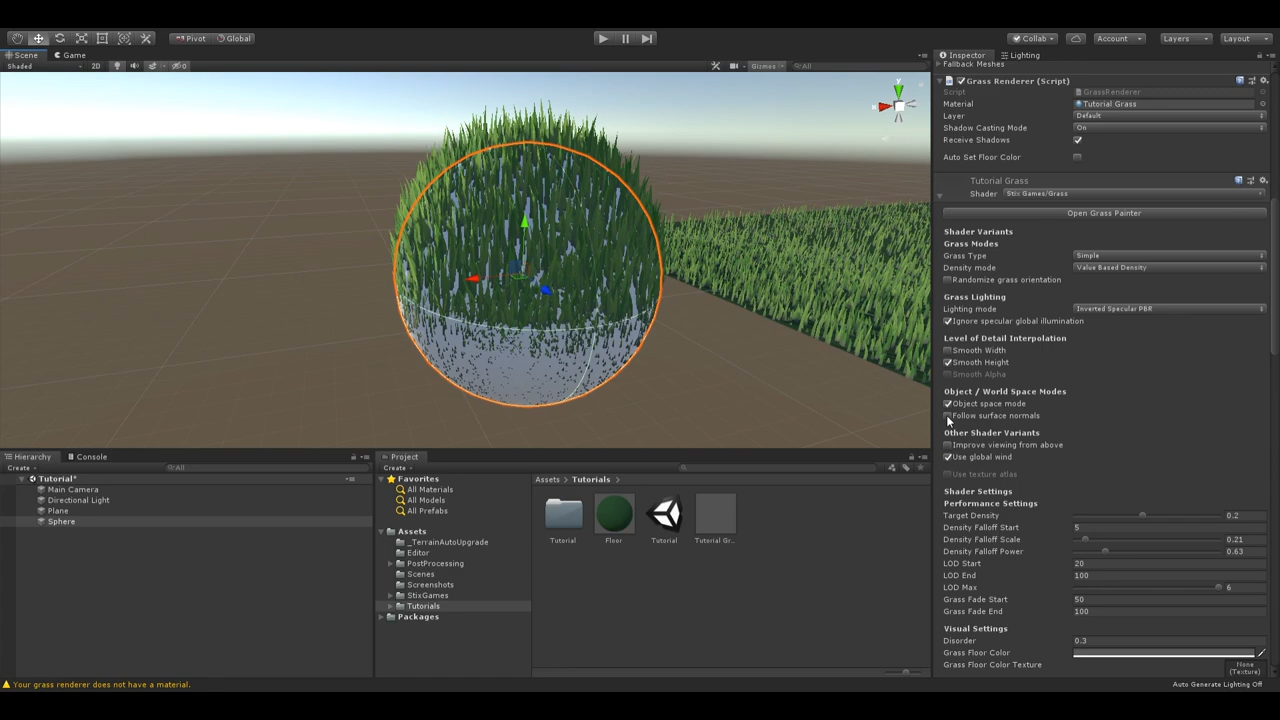 Pivot Global Collab Account Layers Layout
Scene Game
Shaded 2D 0 Gizmos All
y
x
Hierarchy Console
Create All
Tutorial*
Main Camera
Directional Light
Plane
Sphere
Project
Create
Favorites
All Materials
All Models
All Prefabs
Assets
_TerrainAutoUpgrade
Editor
PostProcessing
Scenes
Screenshots
StixGames
Tutorials
Packages
Assets Tutorials
Tutorial Floor Tutorial Tutorial Gr...
Inspector Lighting
Fallback Meshes
Grass Renderer (Script)
Script GrassRenderer
Material Tutorial Grass
Layer Default
Shadow Casting Mode On
Receive Shadows
Auto Set Floor Color
Tutorial Grass
Shader Stix Games/Grass
Open Grass Painter
Shader Variants
Grass Modes
Grass Type Simple
Density mode Value Based Density
Randomize grass orientation
Grass Lighting
Lighting mode Inverted Specular PBR
Ignore specular global illumination
Level of Detail Interpolation
Smooth Width
Smooth Height
Smooth Alpha
Object / World Space Modes
Object space mode
Follow surface normals
Other Shader Variants
Improve viewing from above
Use global wind
Use texture atlas
Shader Settings
Performance Settings
Target Density 0.2
Density Falloff Start 5
Density Falloff Scale 0.21
Density Falloff Power 0.63
LOD Start 20
LOD End 100
LOD Max 6
Grass Fade Start 50
Grass Fade End 100
Visual Settings
Disorder 0.3
Grass Floor Color
Grass Floor Color Texture None
(Texture)
Your grass renderer does not have a material.
Auto Generate Lighting Off